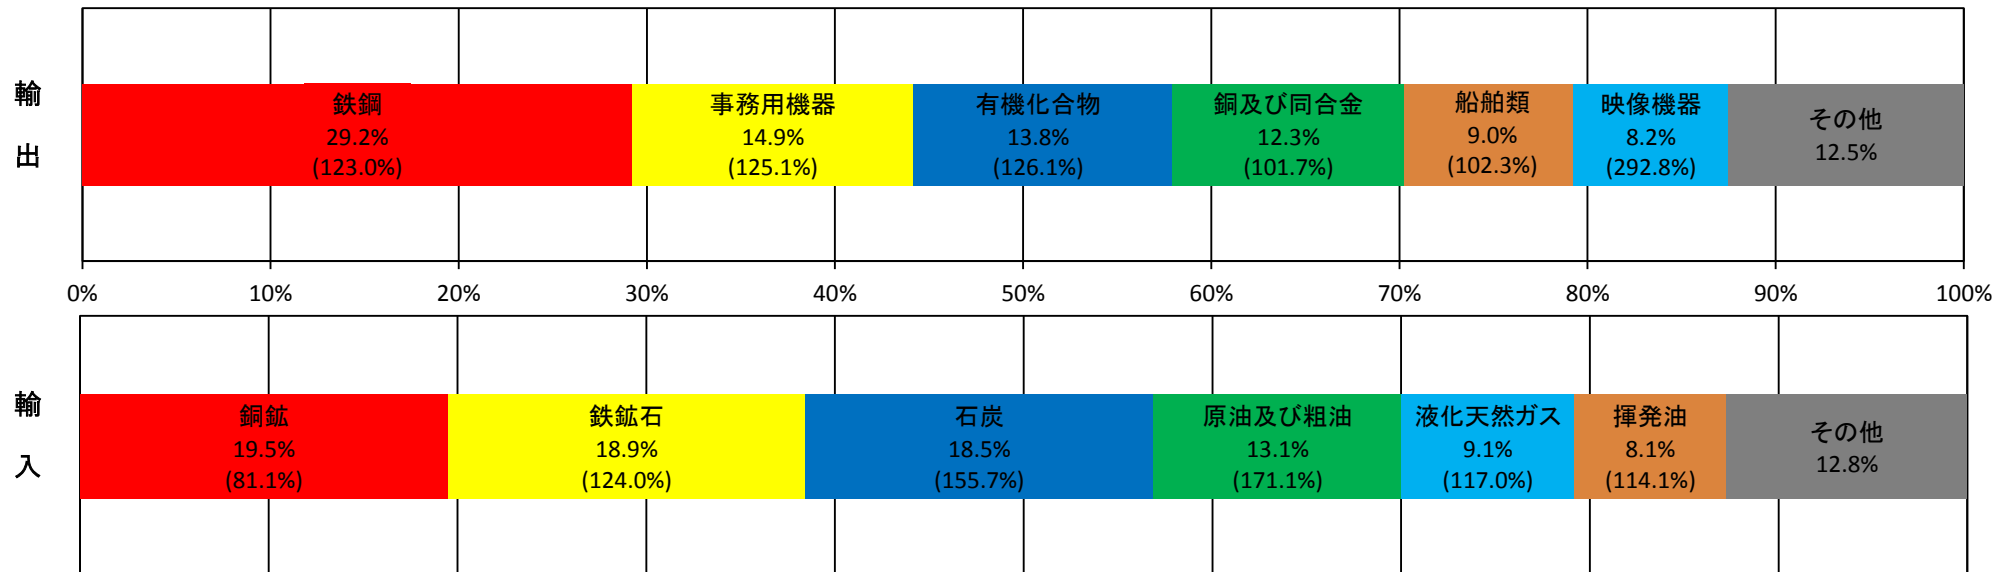 輸出
鉄鋼
29.2%
(123.0%)
事務用機器
14.9%
(125.1%)
有機化合物
13.8%
(126.1%)
銅及び同合金
12.3%
(101.7%)
船舶類
9.0%
(102.3%)
映像機器
8.2%
(292.8%)
その他
12.5%
0% 10% 20% 30% 40% 50% 60% 70% 80% 90% 100%
輸入
銅鉱
19.5%
(81.1%)
鉄鉱石
18.9%
(124.0%)
石炭
18.5%
(155.7%)
原油及び粗油
13.1%
(171.1%)
液化天然ガス
9.1%
(117.0%)
揮発油
8.1%
(114.1%)
その他
12.8%